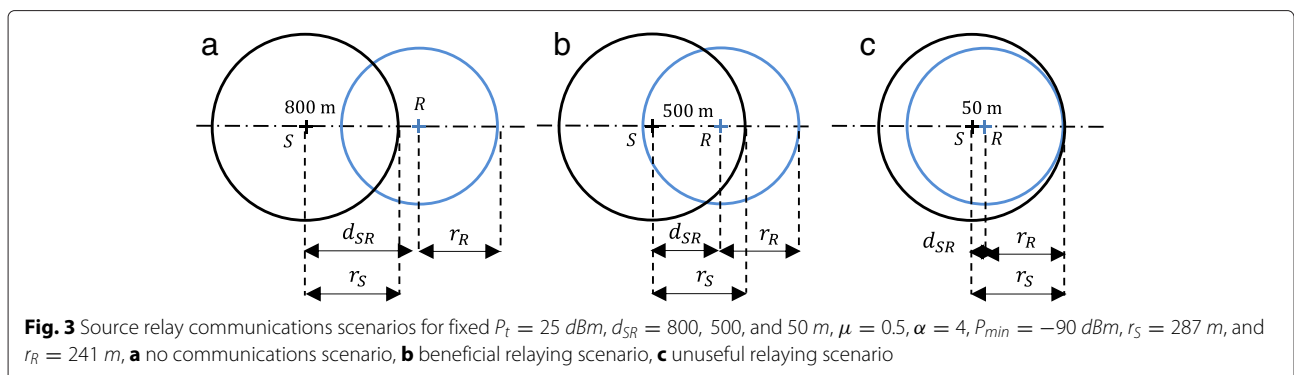 a
b
c
800 m
R
S
500 m
S
R
50 m
S R
d_SR
r_R
r_S
d_SR
r_R
r_S
d_SR
r_R
r_S
Fig. 3 Source relay communications scenarios for fixed P_t = 25 dBm, d_SR = 800, 500, and 50 m, μ = 0.5, α = 4, P_min = −90 dBm, r_S = 287 m, and
r_R = 241 m, a no communications scenario, b beneficial relaying scenario, c unuseful relaying scenario